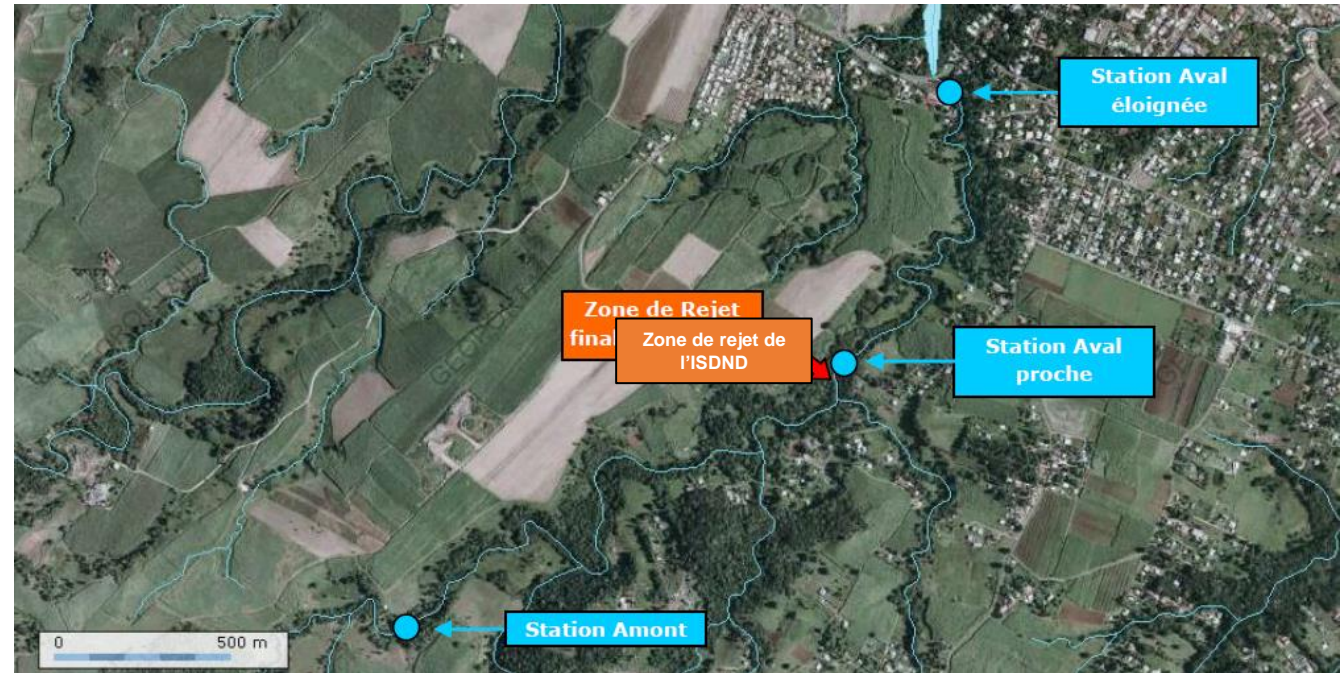 Station Aval
éloignée
Zone de Rejet
final
Zone de rejet de
l'ISDND
Station Aval
proche
Station Amont
0 500 m